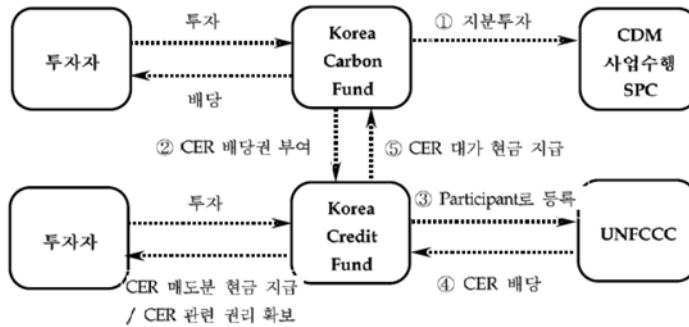 투자
① 지분투자
투자자
Korea
Carbon
Fund
CDM
사업수행
SPC
배당
② CER 배당권 부여
⑤ CER 대가 현금 지급
투자
③ Participant로 등록
투자자
Korea
Credit
Fund
UNFCCC
④ CER 배당
CER 매도분 현금 지급
/ CER 관련 권리 확보